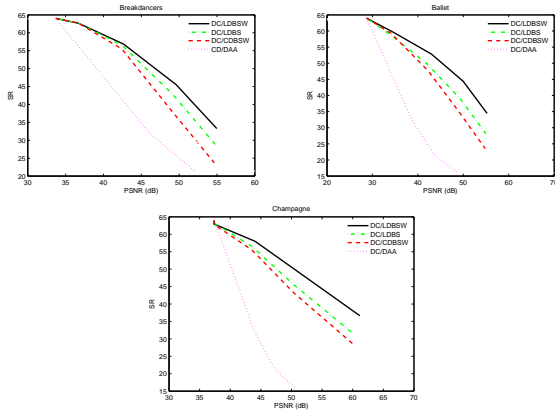 Breakdancers
65
60
55
50
45
40
35
30
25
20
SR
30 35 40 45 50 55 60
PSNR (dB)
DC/LDBSW
DC/LDBS
DC/CDBSW
CD/DAA
Ballet
65
60
55
50
45
40
35
30
25
20
15
SR
20 30 40 50 60 70
PSNR (dB)
DC/LDBSW
DC/LDBS
DC/CDBSW
DC/DAA
Champagne
65
60
55
50
45
40
35
30
25
20
15
SR
30 35 40 45 50 55 60 65 70
PSNR (dB)
DC/LDBSW
DC/LDBS
DC/CDBSW
DC/DAA